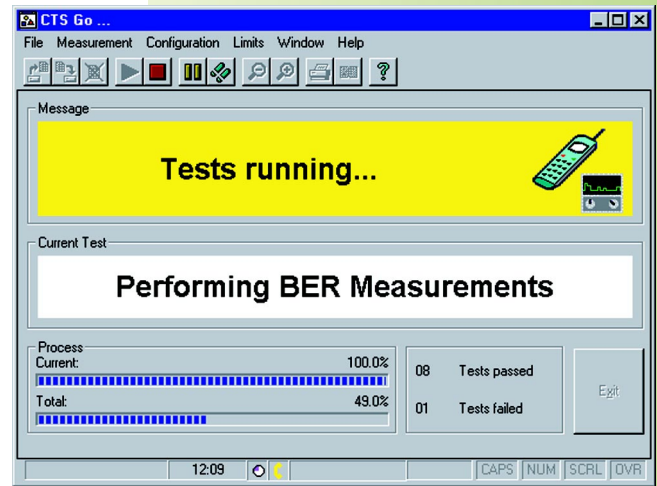 CTS Go ...
File Measurement Configuration Limits Window Help
?
Message
Tests running...
Current Test
Performing BER Measurements
Process
Current: 100.0%
Total: 49.0%
08 Tests passed
01 Tests failed
Exit
12:09
CAPS NUM SCRL OVR